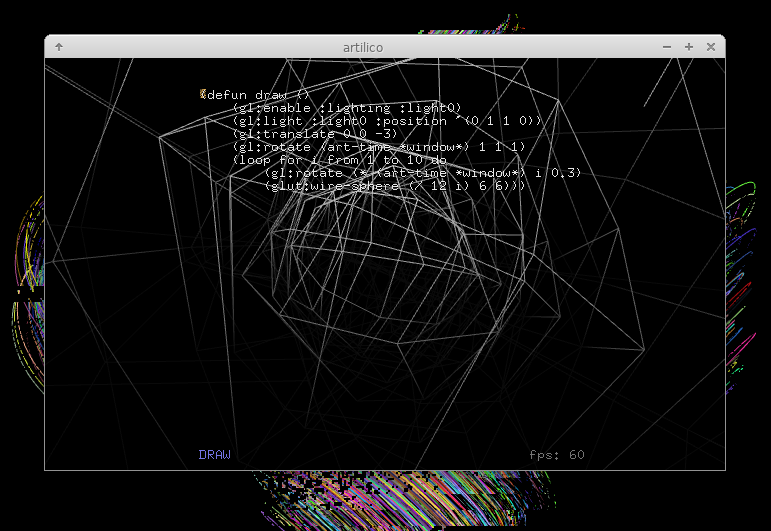 artilico
(defun draw ()
(gl:enable :lighting :light0)
(gl:light :light0 :position '(0 1 1 0))
(gl:translate 0 0 -3)
(gl:rotate (art-time *window*) 1 1 1)
(loop for i from 1 to 10 do
(gl:rotate (* (art-time *window*) i 0.3)
(glut:wire-sphere (/ 12 i) 6 6)))
DRAW
fps: 60